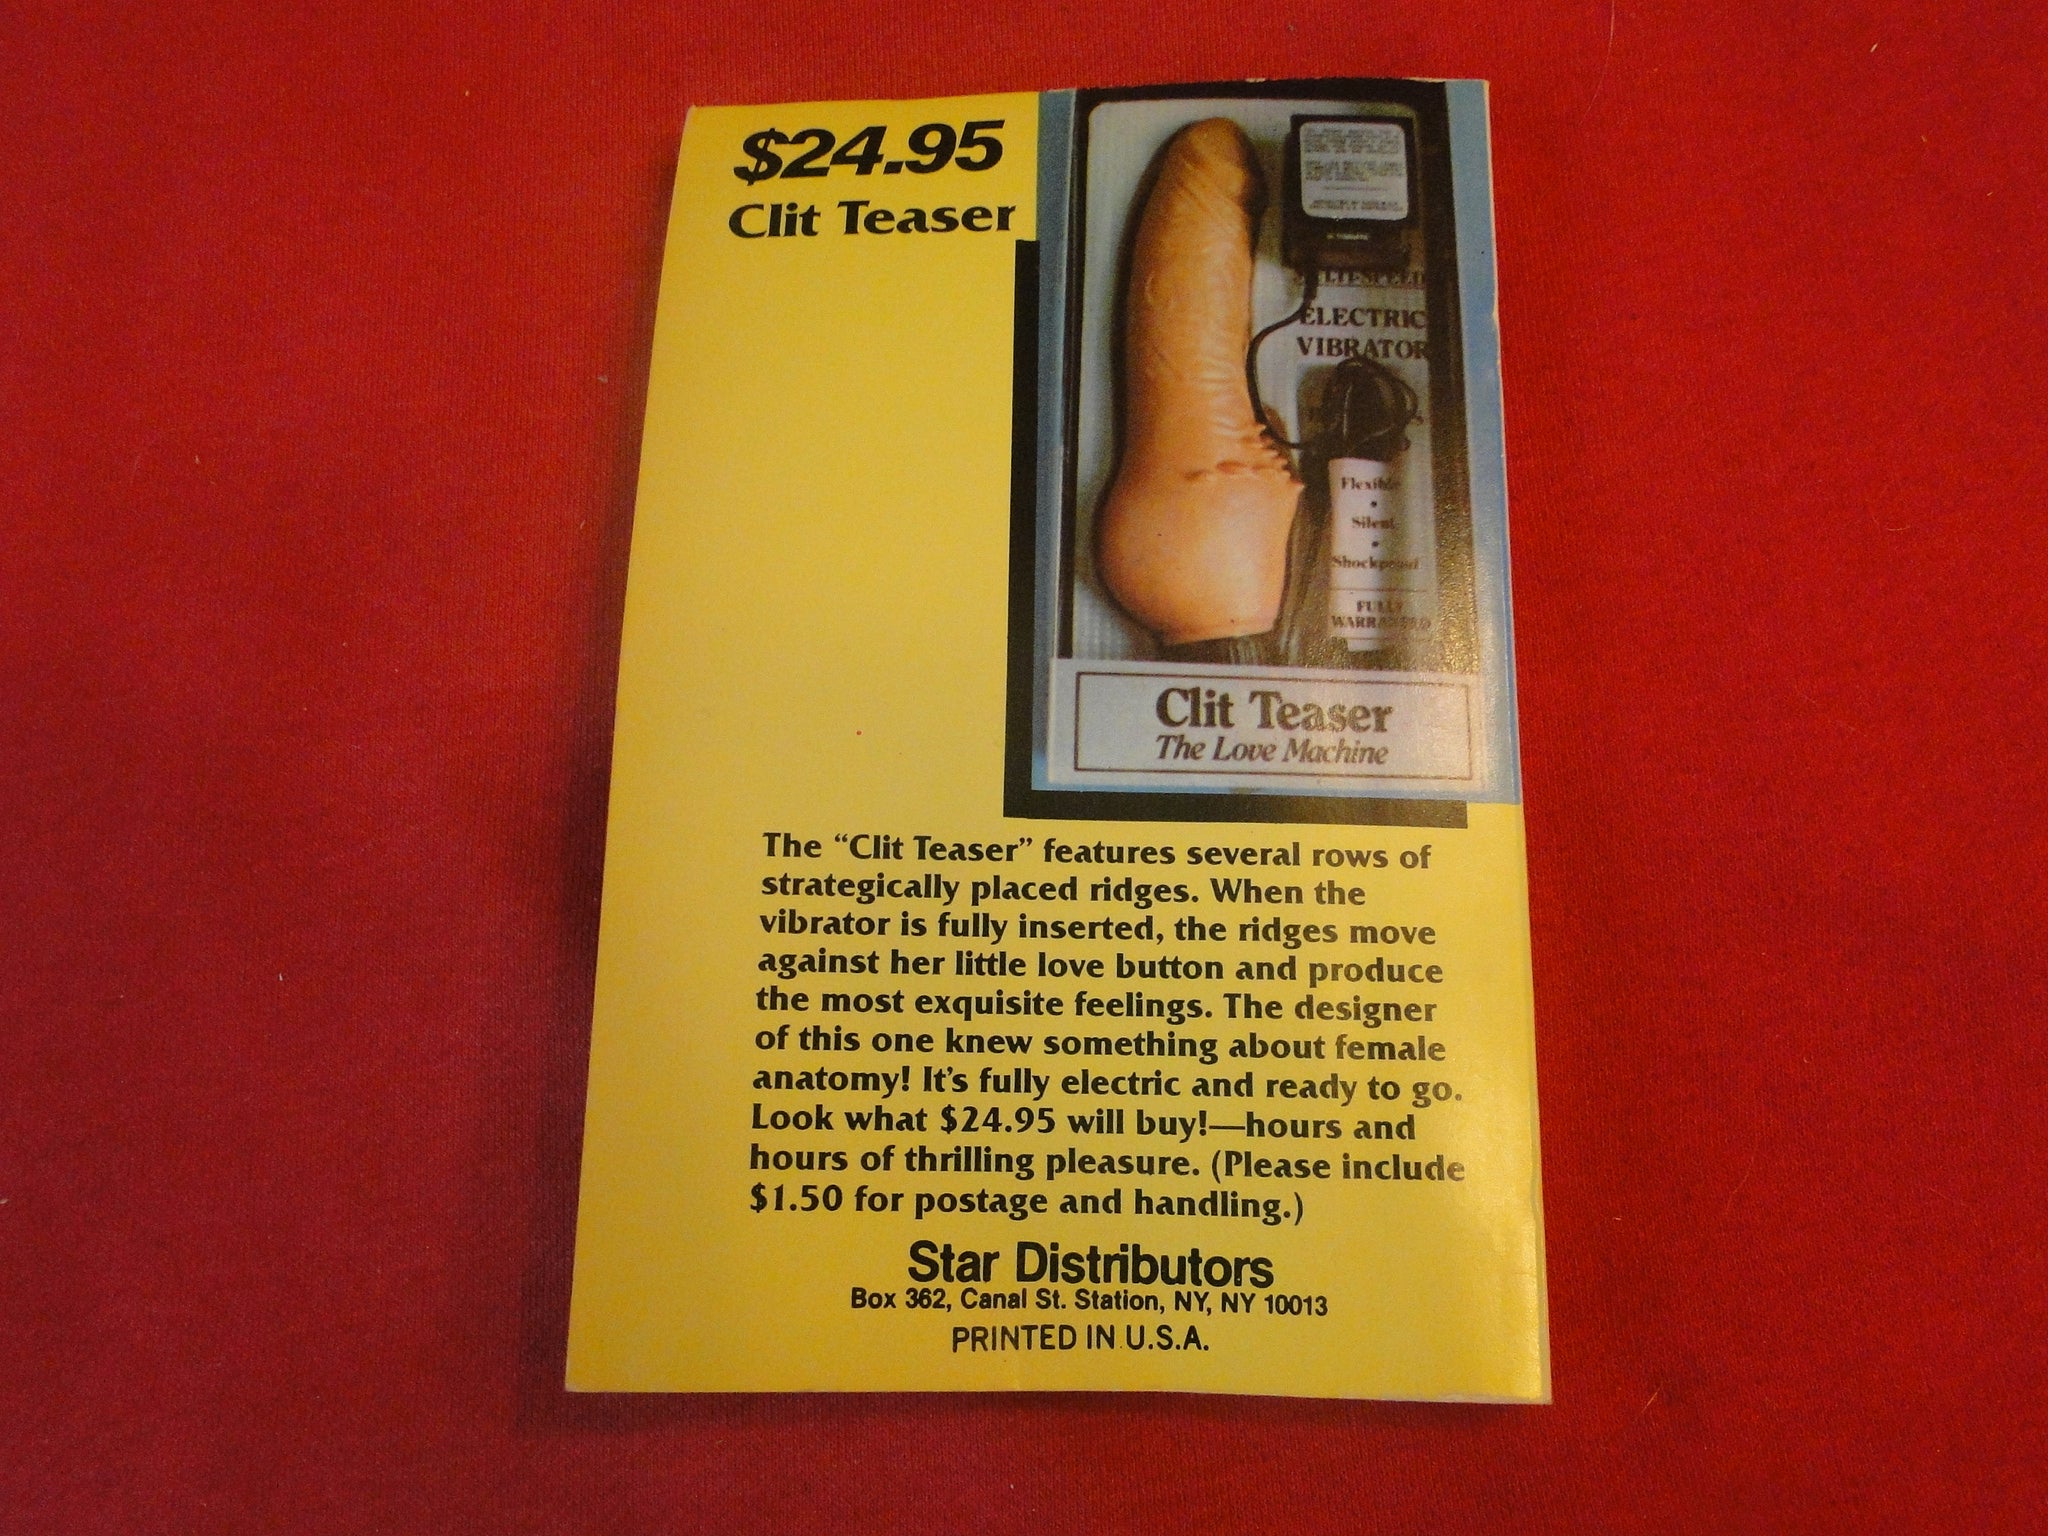 $24.95
Clit Teaser
ELECTRIC
VIBRATOR
Flexible
•
Silent
•
Shockproof
FULLY
WARRANTED
Clit Teaser
The Love Machine
The “Clit Teaser” features several rows of
strategically placed ridges. When the
vibrator is fully inserted, the ridges move
against her little love button and produce
the most exquisite feelings. The designer
of this one knew something about female
anatomy! It's fully electric and ready to go.
Look what $24.95 will buy!—hours and
hours of thrilling pleasure. (Please include
$1.50 for postage and handling.)
Star Distributors
Box 362, Canal St. Station, NY, NY 10013
PRINTED IN U.S.A.